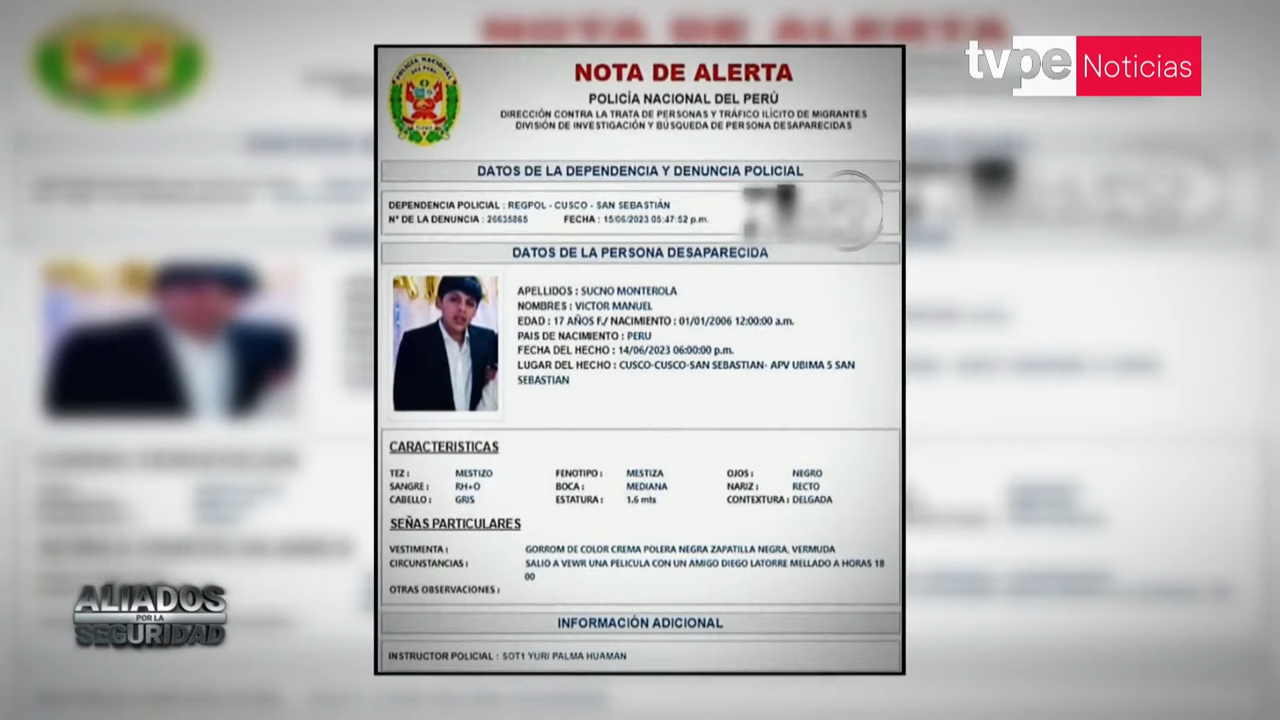 NOTA DE ALERTA
tvpe Noticias
NOTA DE ALERTA
POLICÍA NACIONAL DEL PERÚ
DIRECCIÓN CONTRA LA TRATA DE PERSONAS Y TRÁFICO ILÍCITO DE MIGRANTES
DIVISIÓN DE INVESTIGACIÓN Y BÚSQUEDA DE PERSONA DESAPARECIDAS
POLICÍA NACIONAL DEL PERÚ
DATOS DE LA DEPENDENCIA Y DENUNCIA POLICIAL
DEPENDENCIA POLICIAL : REGPOL - CUSCO - SAN SEBASTIÁN
N° DE LA DENUNCIA : 26635865 FECHA : 15/06/2023 05:47:52 p.m.
DATOS DE LA PERSONA DESAPARECIDA
APELLIDOS : SUCNO MONTEROLA
NOMBRES : VICTOR MANUEL
EDAD : 17 AÑOS F./ NACIMIENTO : 01/01/2006 12:00:00 a.m.
PAIS DE NACIMIENTO : PERU
FECHA DEL HECHO : 14/06/2023 06:00:00 p.m.
LUGAR DEL HECHO : CUSCO-CUSCO-SAN SEBASTIAN- APV UBIMA 5 SAN
SEBASTIAN
CARACTERISTICAS
TEZ : MESTIZO FENOTIPO : MESTIZA OJOS : NEGRO
SANGRE : RH+O BOCA : MEDIANA NARIZ : RECTO
CABELLO : GRIS ESTATURA : 1.6 mts CONTEXTURA : DELGADA
SEÑAS PARTICULARES
VESTIMENTA : GORROM DE COLOR CREMA POLERA NEGRA ZAPATILLA NEGRA, VERMUDA
CIRCUNSTANCIAS : SALIO A VEWR UNA PELICULA CON UN AMIGO DIEGO LATORRE MELLADO A HORAS 18
00
OTRAS OBSERVACIONES :
INFORMACIÓN ADICIONAL
INSTRUCTOR POLICIAL : SOT1 YURI PALMA HUAMAN
ALIADOS
POR LA
SEGURIDAD